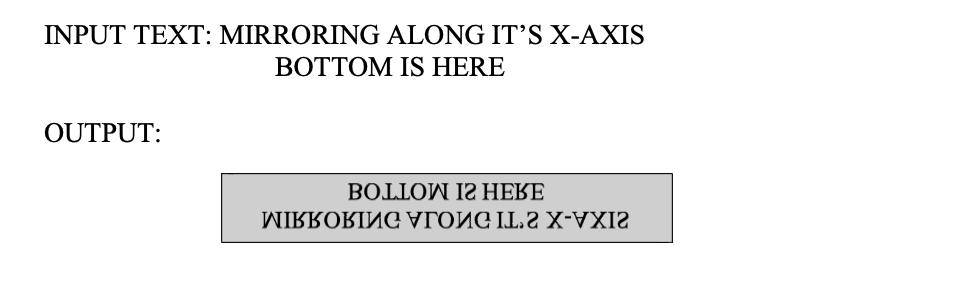 INPUT TEXT: MIRRORING ALONG IT’S X-AXIS
BOTTOM IS HERE
OUTPUT:
BOTTOM IS HERE
MIRRORING ALONG IT'S X-AXIS